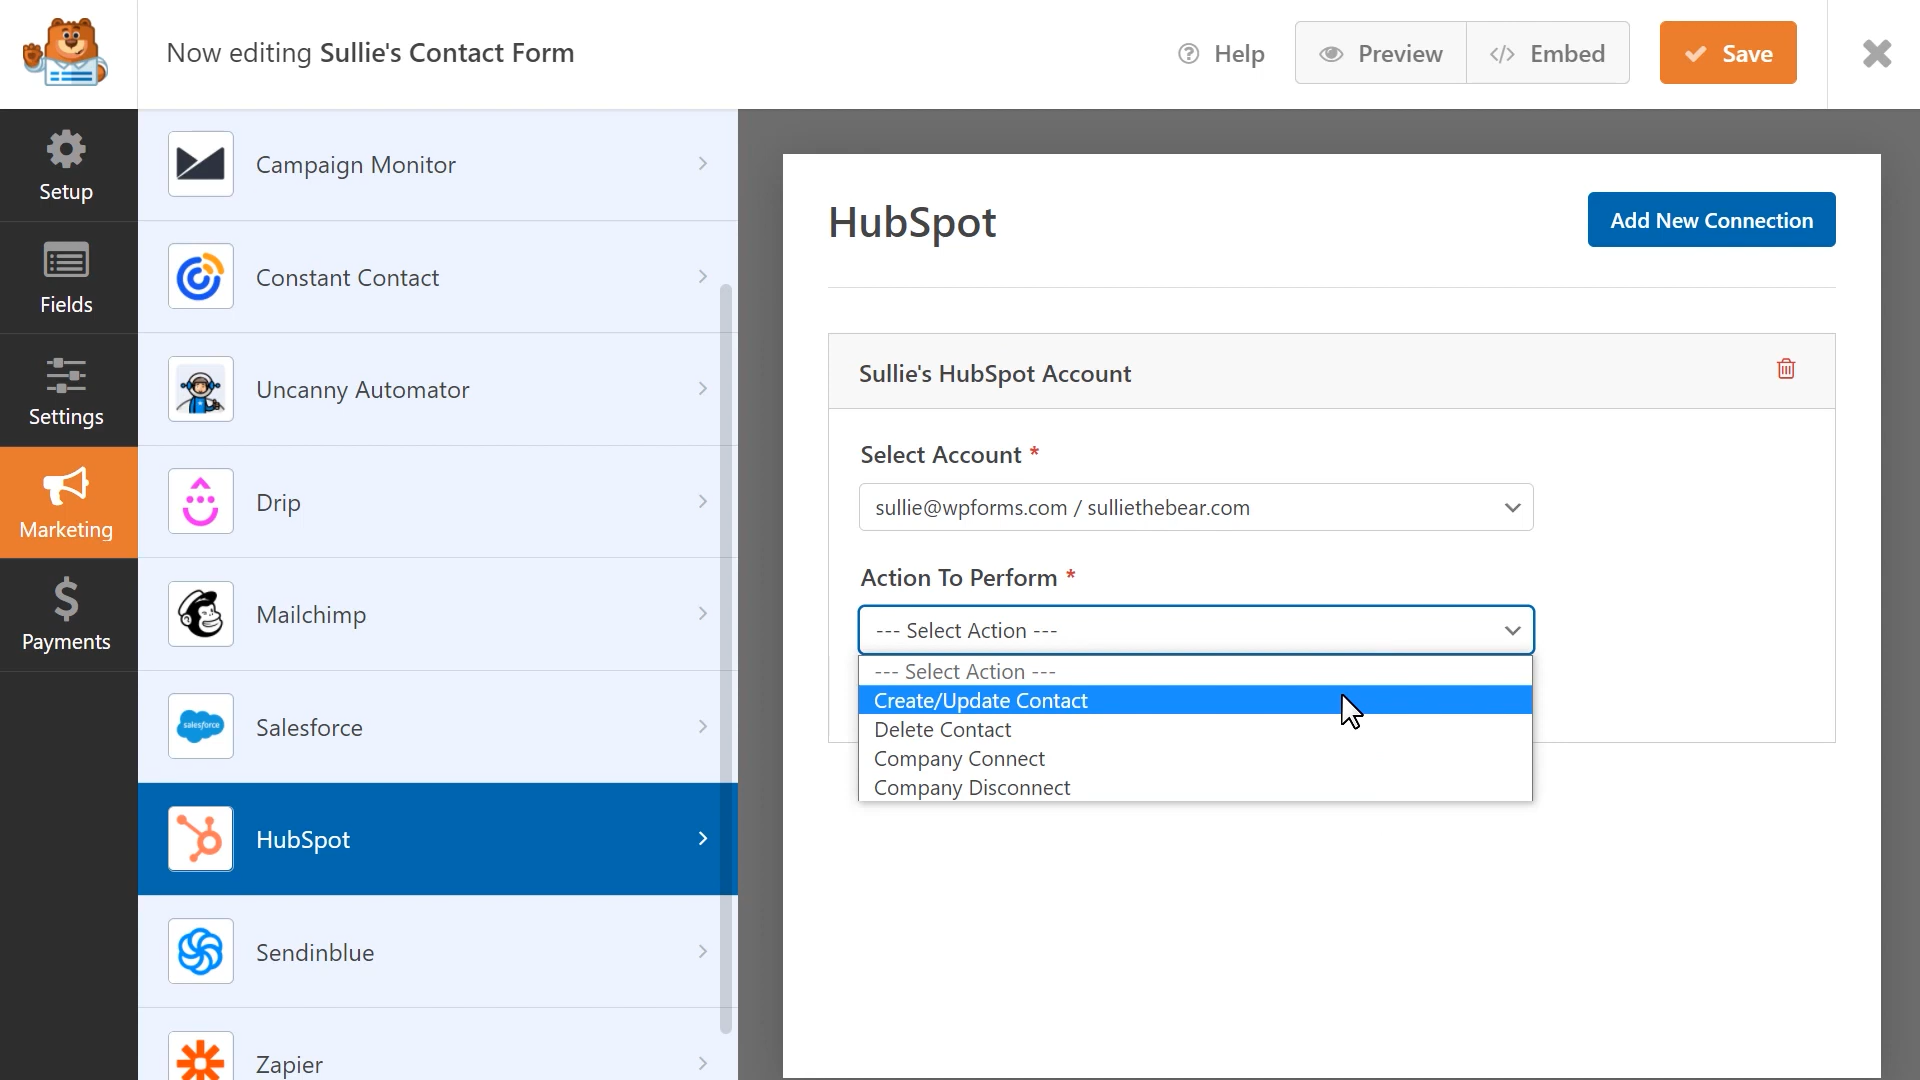 Now editing Sullie's Contact Form
Help
Preview
Embed
Save
Setup
Fields
Settings
Marketing
Payments
Campaign Monitor
Constant Contact
Uncanny Automator
Drip
Mailchimp
salesforce
Salesforce
HubSpot
Sendinblue
Zapier
HubSpot
Add New Connection
Sullie's HubSpot Account
Select Account *
sullie@wpforms.com / sulliethebear.com
Action To Perform *
--- Select Action ---
--- Select Action ---
Create/Update Contact
Delete Contact
Company Connect
Company Disconnect